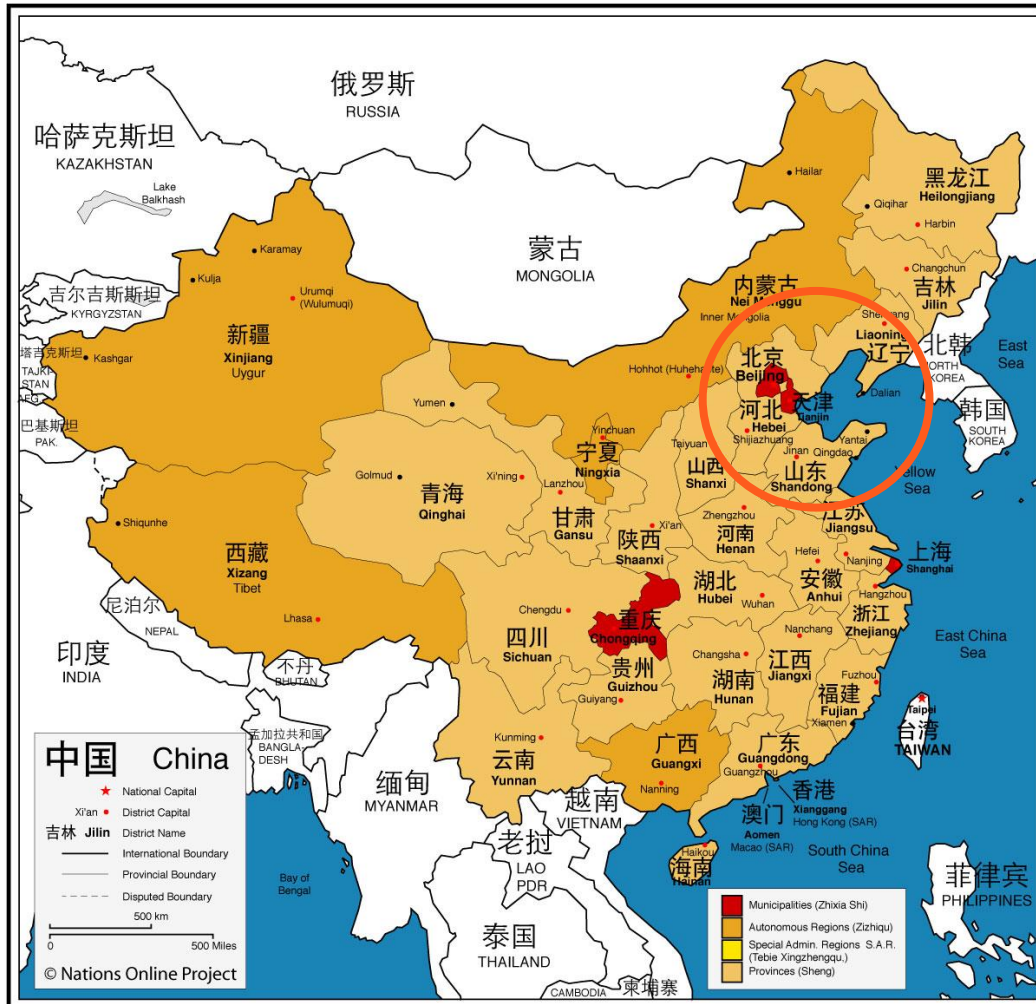 俄罗斯
RUSSIA
哈萨克斯坦
KAZAKHSTAN
Lake
Balkhash
蒙古
MONGOLIA
Hailar
黑龙江
Heilongjiang
Qiqihar
Harbin
Karamay
Kulja
Urumqi
(Wulumuqi)
吉尔吉斯斯坦
KYRGYZSTAN
新疆
Xinjiang
Uygur
塔吉克斯坦
TAJKI-
STAN
AFG.
Kashgar
巴基斯坦
PAK.
Changchun
吉林
Jilin
内蒙古
Nei Menggu
Inner Mongolia
Shenyang
Liaoning
辽宁
北韩
NORTH
KOREA
East
Sea
韩国
SOUTH
KOREA
北京
Beijing
天津
Tianjin
Dalian
Hohhot (Huhehaote)
河北
Hebei
Shijiazhuang
Yumen
Yinchuan
宁夏
Ningxia
Taiyuan
山西
Shanxi
Yantai
Jinan
Qingdao
山东
Shandong
Yellow
Sea
Golmud
青海
Qinghai
Xi'ning
Lanzhou
甘肃
Gansu
Shiqunhe
西藏
Xizang
Tibet
Lhasa
陕西
Shaanxi
Xi'an
Zhengzhou
河南
Henan
江苏
Jiangsu
Hefei
Nanjing
安徽
Anhui
上海
Shanghai
Hangzhou
浙江
Zhejiang
湖北
Hubei
Wuhan
Chengdu
四川
Sichuan
重庆
Chongqing
尼泊尔
NEPAL
印度
INDIA
不丹
BHUTAN
贵州
Guizhou
Guiyang
Changsha
湖南
Hunan
Nanchang
江西
Jiangxi
East China
Sea
Fuzhou
福建
Fujian
Xiamen
Taipei
台湾
TAIWAN
孟加拉共和国
BANGLA-
DESH
Kunming
云南
Yunnan
广西
Guangxi
Nanning
广东
Guangdong
Guangzhou
香港
Xianggang
Hong Kong (SAR)
澳门
Aomen
Macao (SAR)
缅甸
MYANMAR
越南
VIETNAM
老挝
LAO
PDR
Haikou
海南
Hainan
South China
Sea
Bay of
Bengal
泰国
THAILAND
CAMBODIA
柬埔寨
菲律宾
PHILIPPINES
中国 China
National Capital
Xi'an District Capital
吉林 Jilin District Name
International Boundary
Provincial Boundary
Disputed Boundary
500 km
0 500 Miles
© Nations Online Project
Municipalities (Zhixia Shi)
Autonomous Regions (Zizhiqu)
Special Admin. Regions S.A.R.
(Tebie Xingzhengqu,)
Provinces (Sheng)